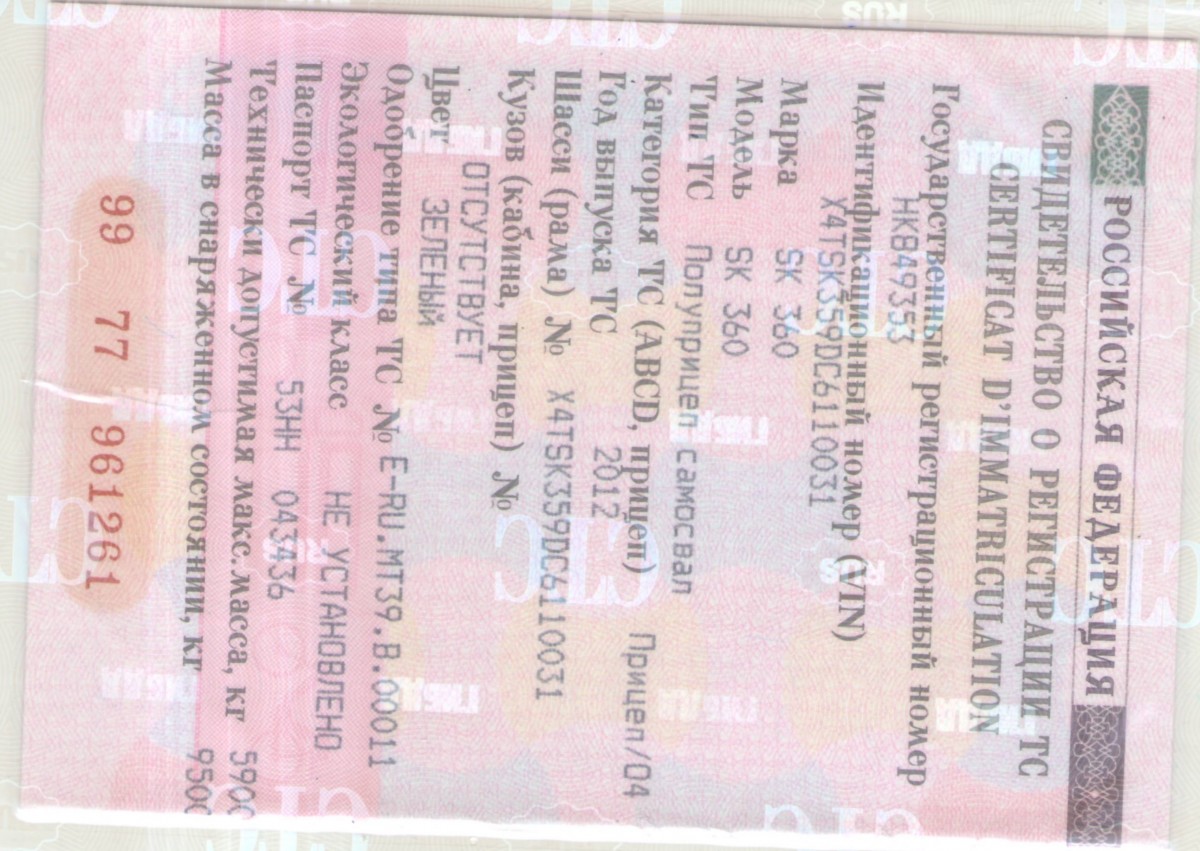 РОССИЙСКАЯ ФЕДЕРАЦИЯ
СВИДЕТЕЛЬСТВО О РЕГИСТРАЦИИ ТС
CERTIFICAT D'IMMATRICULATION
Государственный регистрационный номер
НКВ49353
Идентификационный номер (VIN)
X4TSK359DC6110031
Марка SK 360
Модель SK 360
Тип ТС Полуприцеп самосвал
Категория ТС (ABCD, прицеп) Прицеп/04
Год выпуска ТС 2012
Шасси (рама) № X4TSK359DC6110031
Кузов (кабина, прицеп) №
ОТСУТСТВУЕТ
Цвет ЗЕЛЕНЫЙ
Одобрение типа ТС № E-RU.MT39.B.00011
Экологический класс НЕ УСТАНОВЛЕНО
Паспорт ТС № 53НН 043436
Технически допустимая макс.масса, кг
Масса в снаряженном состоянии, кг
99 77 961261